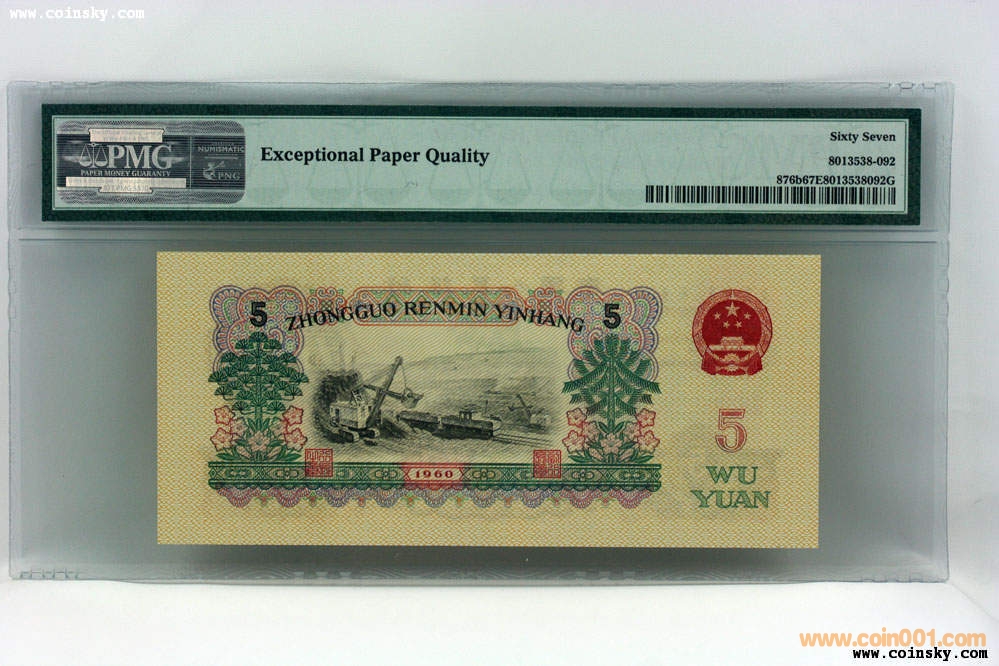 www.coinsky.com
PMG
PAPER MONEY GUARANTY
NUMISMATIC
PNG
Exceptional Paper Quality
Sixty Seven
8013538-092
876b67E8013538092G
5 ZHONGGUO RENMIN YINHANG 5
1960
5
WU
YUAN
www.coin001.com
www.coinsky.com